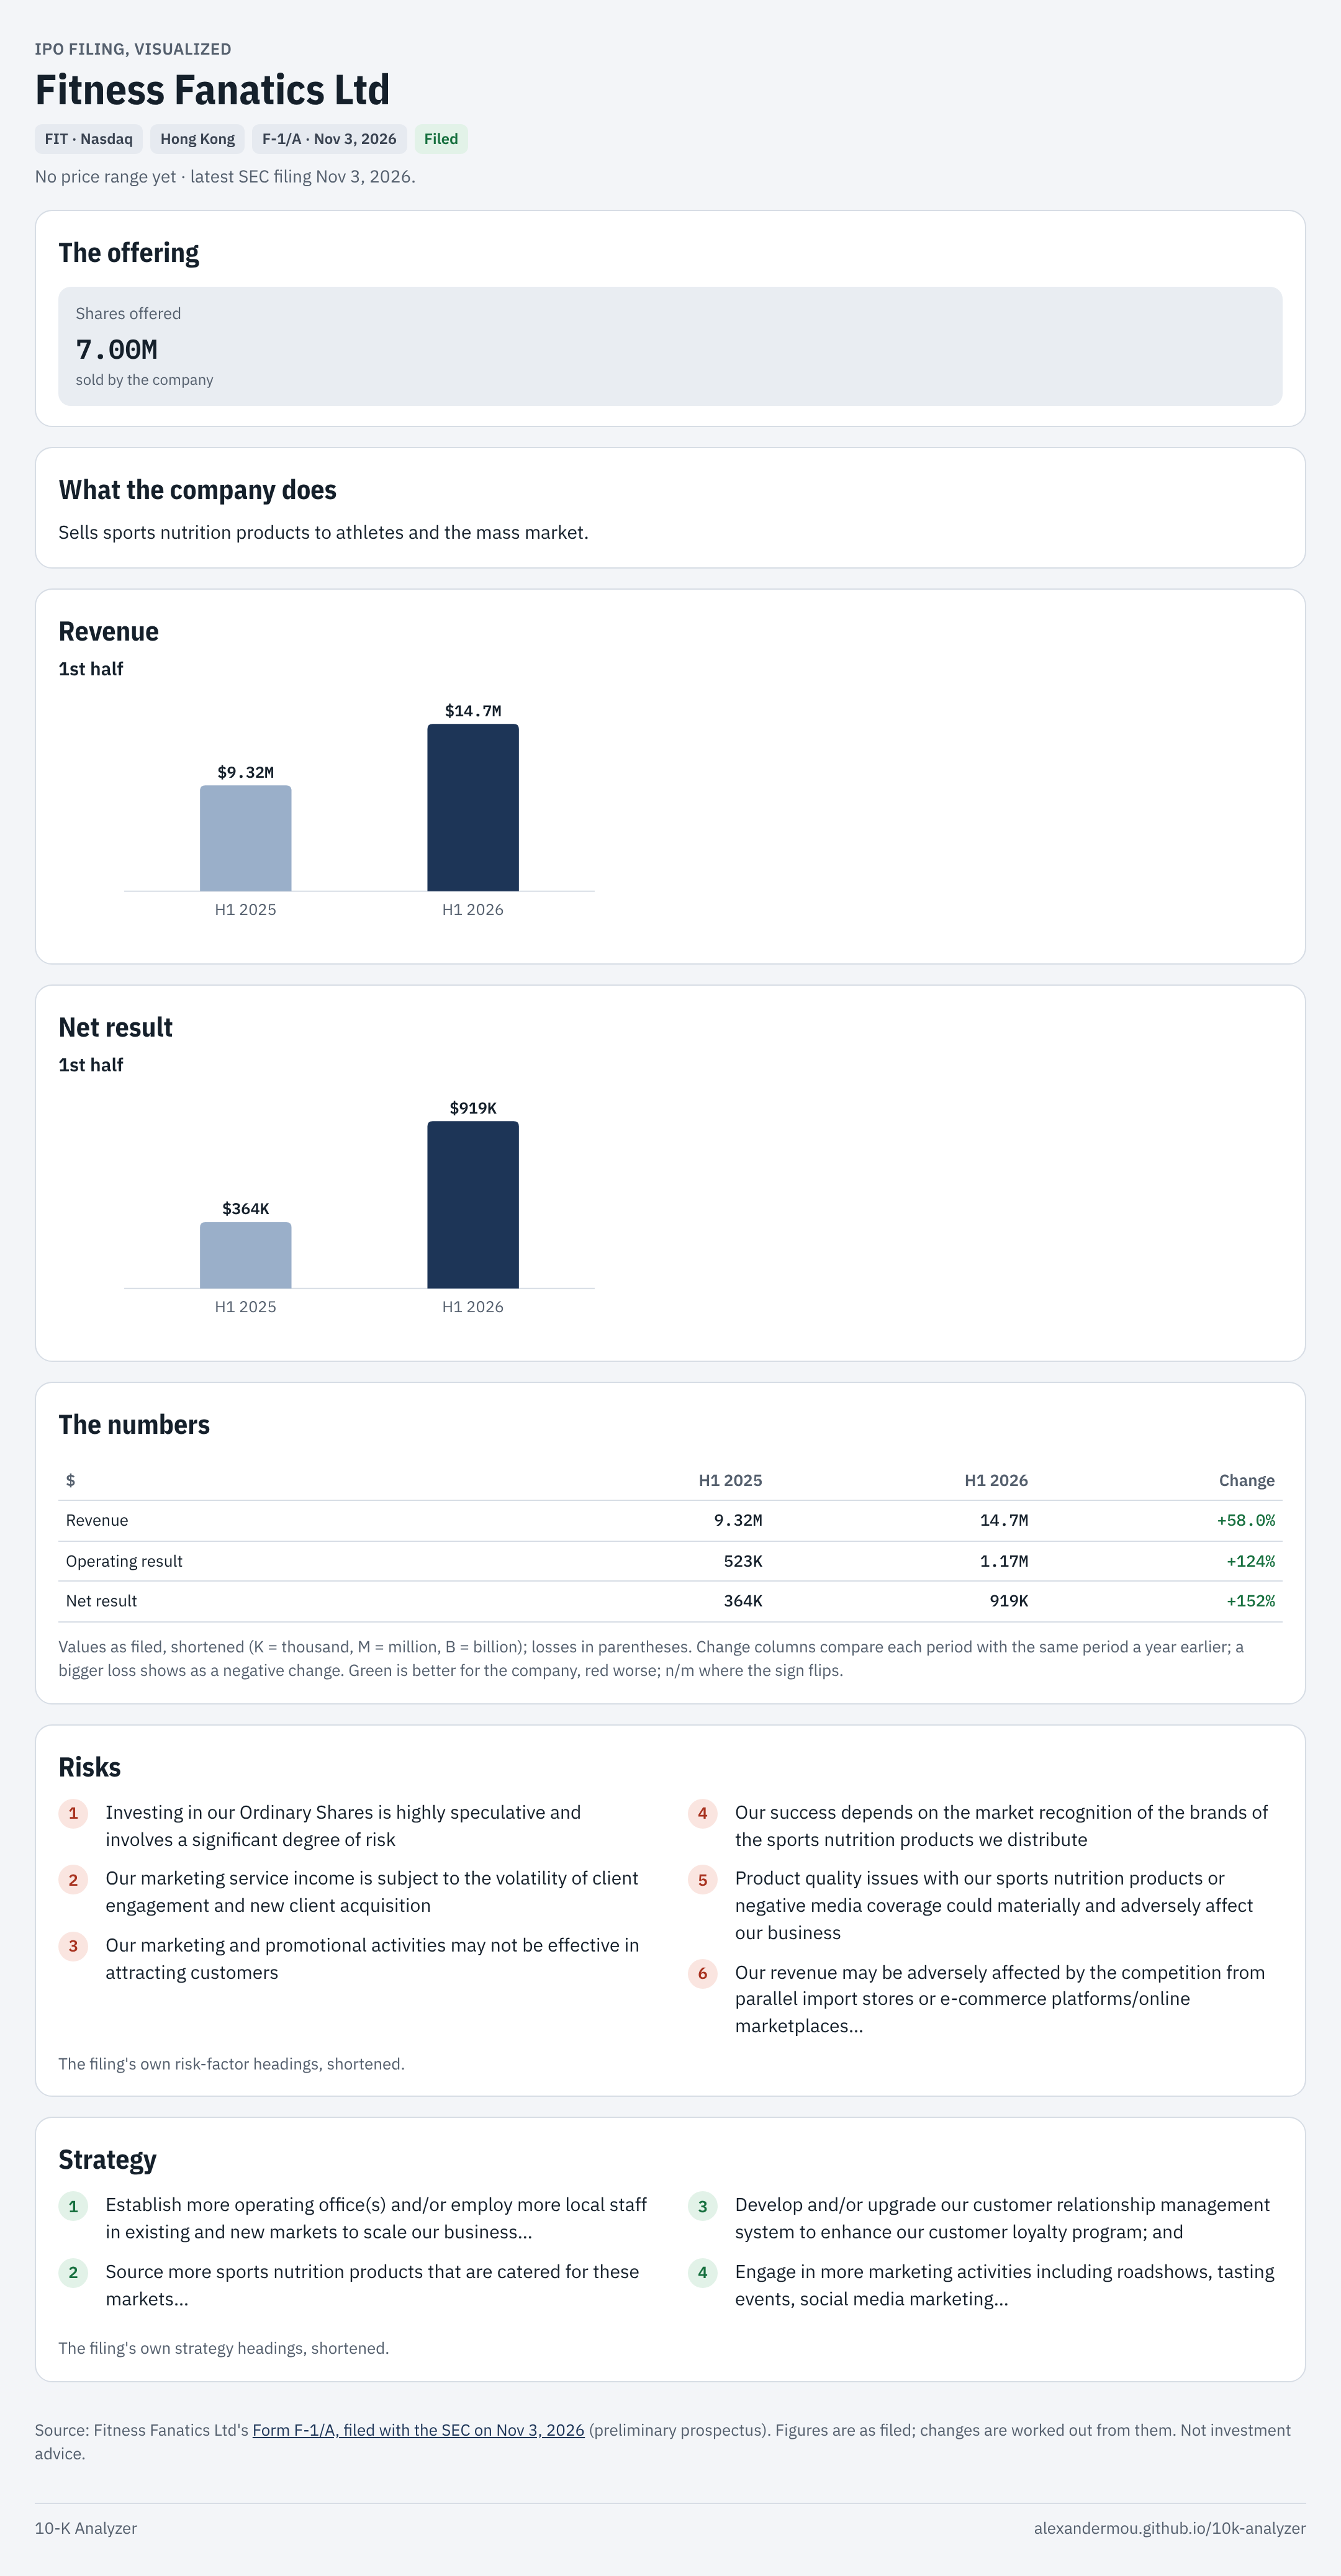 IPO FILING, VISUALIZED
Fitness Fanatics Ltd
FIT · Nasdaq
Hong Kong
F-1/A · Nov 3, 2026
Filed
No price range yet · latest SEC filing Nov 3, 2026.
The offering
Shares offered
7.00M
sold by the company
What the company does
Sells sports nutrition products to athletes and the mass market.
Revenue
1st half
$9.32M
$14.7M
H1 2025
H1 2026
Net result
1st half
$364K
$919K
H1 2025
H1 2026
The numbers
$ H1 2025 H1 2026 Change
Revenue 9.32M 14.7M +58.0%
Operating result 523K 1.17M +124%
Net result 364K 919K +152%
Values as filed, shortened (K = thousand, M = million, B = billion); losses in parentheses. Change columns compare each period with the same period a year earlier; a
bigger loss shows as a negative change. Green is better for the company, red worse; n/m where the sign flips.
Risks
1 Investing in our Ordinary Shares is highly speculative and
involves a significant degree of risk
2 Our marketing service income is subject to the volatility of client
engagement and new client acquisition
3 Our marketing and promotional activities may not be effective in
attracting customers
4 Our success depends on the market recognition of the brands of
the sports nutrition products we distribute
5 Product quality issues with our sports nutrition products or
negative media coverage could materially and adversely affect
our business
6 Our revenue may be adversely affected by the competition from
parallel import stores or e-commerce platforms/online
marketplaces…
The filing's own risk-factor headings, shortened.
Strategy
1 Establish more operating office(s) and/or employ more local staff
in existing and new markets to scale our business…
2 Source more sports nutrition products that are catered for these
markets…
3 Develop and/or upgrade our customer relationship management
system to enhance our customer loyalty program; and
4 Engage in more marketing activities including roadshows, tasting
events, social media marketing…
The filing's own strategy headings, shortened.
Source: Fitness Fanatics Ltd's Form F-1/A, filed with the SEC on Nov 3, 2026 (preliminary prospectus). Figures are as filed; changes are worked out from them. Not investment
advice.
10-K Analyzer
alexandermou.github.io/10k-analyzer